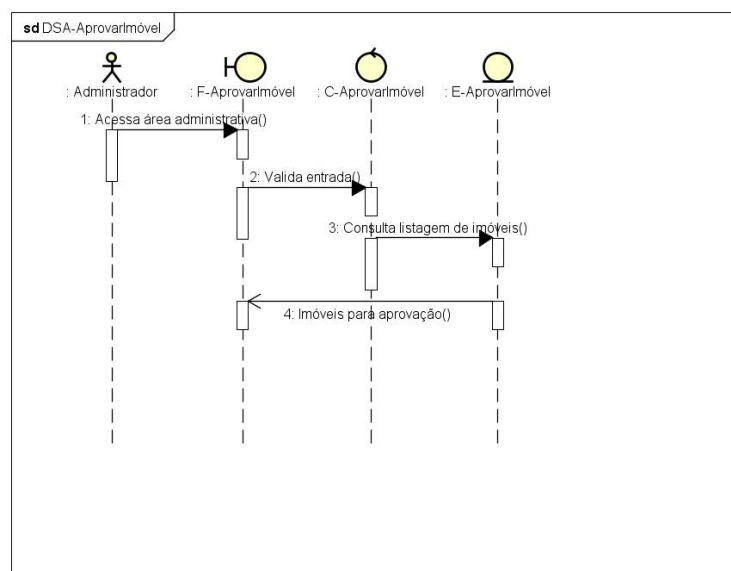 sd DSA-AprovarImóvel
: Administrador
: F-AprovarImóvel
: C-AprovarImóvel
: E-AprovarImóvel
1: Acessa área administrativa()
2: Valida entrada()
3: Consulta listagem de imóveis()
4: Imóveis para aprovação()